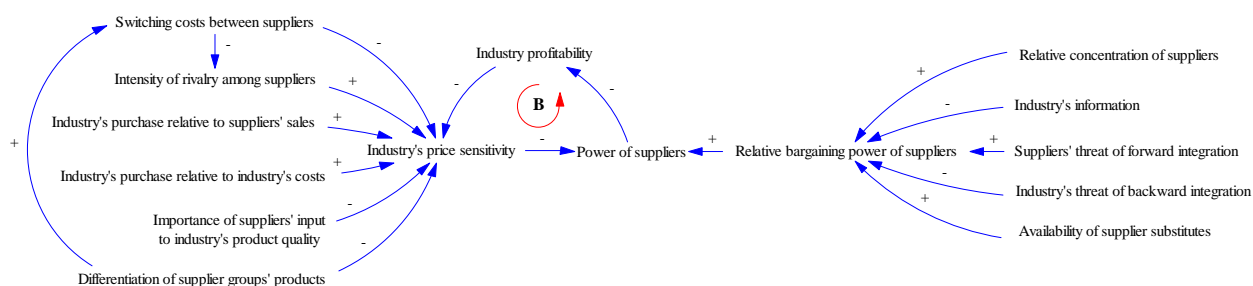 Switching costs between suppliers
-
-
Industry profitability
Intensity of rivalry among suppliers
+
-
-
B
Industry's purchase relative to suppliers' sales
+
+
Industry's price sensitivity
-
Power of suppliers
+
Relative bargaining power of suppliers
Industry's purchase relative to industry's costs
+
Importance of suppliers' input
to industry's product quality
-
Differentiation of supplier groups' products
-
Relative concentration of suppliers
+
Industry's information
-
Suppliers' threat of forward integration
+
Industry's threat of backward integration
-
Availability of supplier substitutes
+